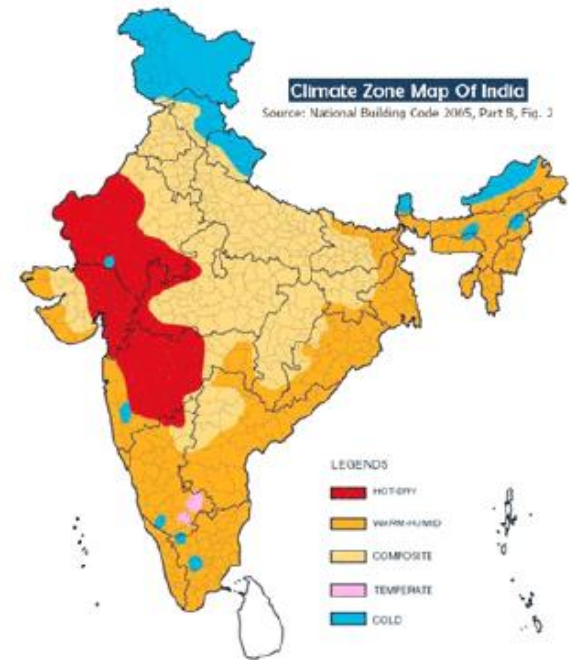 Climate Zone Map Of India
Source: National Building Code 2005, Part 8, Fig. 2
LEGENDS
HOT-DRY
WARM-HUMID
COMPOSITE
TEMPERATE
COLD